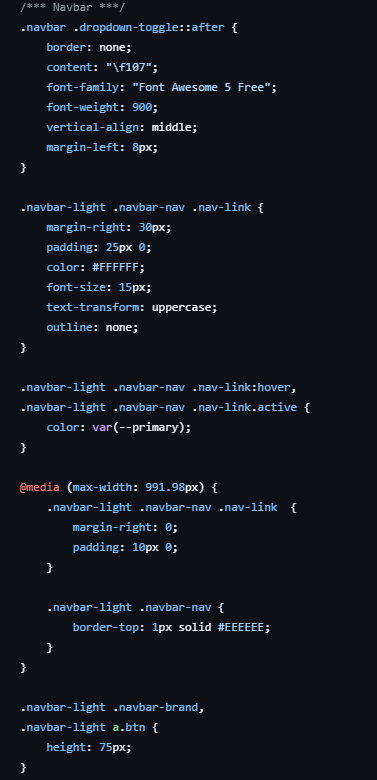 /*** Navbar ***/
.navbar .dropdown-toggle::after {
    border: none;
    content: "\f107";
    font-family: "Font Awesome 5 Free";
    font-weight: 900;
    vertical-align: middle;
    margin-left: 8px;
}

.navbar-light .navbar-nav .nav-link {
    margin-right: 30px;
    padding: 25px 0;
    color: #FFFFFF;
    font-size: 15px;
    text-transform: uppercase;
    outline: none;
}

.navbar-light .navbar-nav .nav-link:hover,
.navbar-light .navbar-nav .nav-link.active {
    color: var(--primary);
}

@media (max-width: 991.98px) {
    .navbar-light .navbar-nav .nav-link  {
        margin-right: 0;
        padding: 10px 0;
    }

    .navbar-light .navbar-nav {
        border-top: 1px solid #EEEEEE;
    }
}

.navbar-light .navbar-brand,
.navbar-light a.btn {
    height: 75px;
}